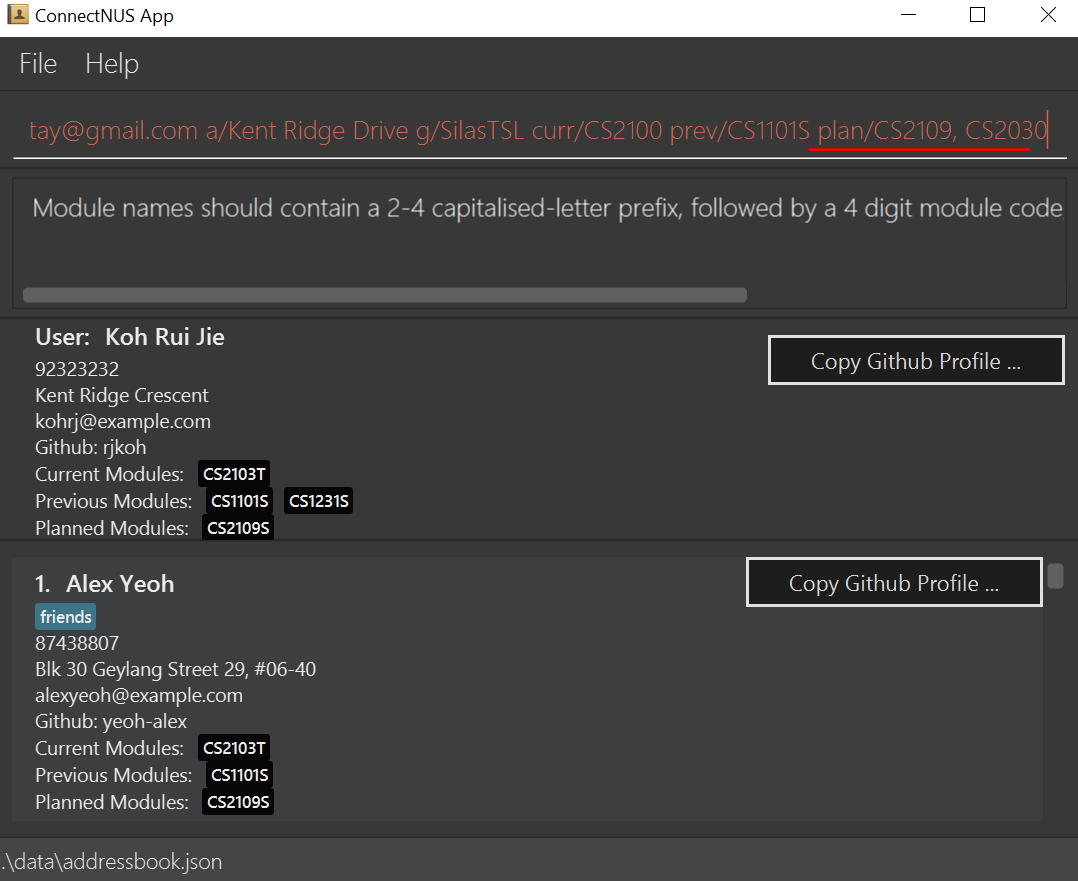 ConnectNUS App
File Help
tay@gmail.com a/Kent Ridge Drive g/SilasTSL curr/CS2100 prev/CS1101S plan/CS2109, CS2030
Module names should contain a 2-4 capitalised-letter prefix, followed by a 4 digit module code
User: Koh Rui Jie
Copy Github Profile ...
92323232
Kent Ridge Crescent
kohrj@example.com
Github: rjkoh
Current Modules: CS2103T
Previous Modules: CS1101S CS1231S
Planned Modules: CS2109S
1. Alex Yeoh
Copy Github Profile ...
friends
87438807
Blk 30 Geylang Street 29, #06-40
alexyeoh@example.com
Github: yeoh-alex
Current Modules: CS2103T
Previous Modules: CS1101S
Planned Modules: CS2109S
.\data\addressbook.json